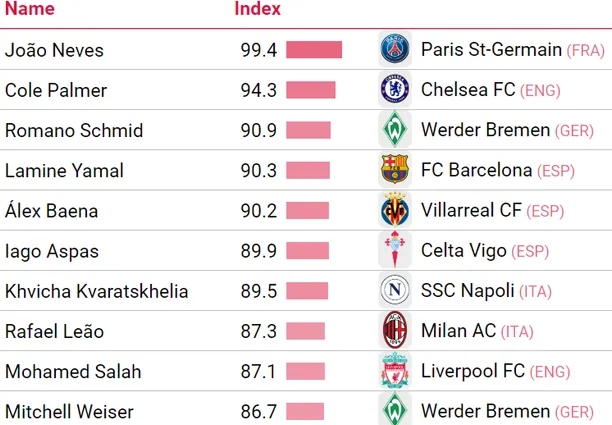 Name Index
João Neves 99.4 Paris St-Germain (FRA)
Cole Palmer 94.3 Chelsea FC (ENG)
Romano Schmid 90.9 Werder Bremen (GER)
Lamine Yamal 90.3 FC Barcelona (ESP)
Álex Baena 90.2 Villarreal CF (ESP)
Iago Aspas 89.9 Celta Vigo (ESP)
Khvicha Kvaratskhelia 89.5 N SSC Napoli (ITA)
Rafael Leão 87.3 Milan AC (ITA)
Mohamed Salah 87.1 Liverpool FC (ENG)
Mitchell Weiser 86.7 Werder Bremen (GER)